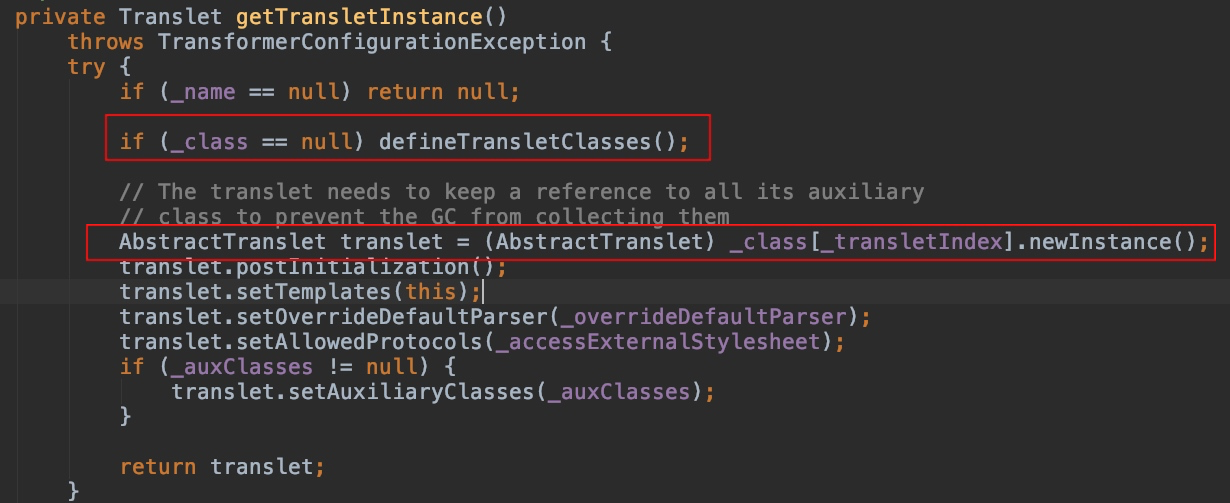 private Translet getTransletInstance()
    throws TransformerConfigurationException {
    try {
        if (_name == null) return null;

        if (_class == null) defineTransletClasses();

        // The translet needs to keep a reference to all its auxiliary
        // class to prevent the GC from collecting them
        AbstractTranslet translet = (AbstractTranslet) _class[_transletIndex].newInstance();
        translet.postInitialization();
        translet.setTemplates(this);
        translet.setOverrideDefaultParser(_overrideDefaultParser);
        translet.setAllowedProtocols(_accessExternalStylesheet);
        if (_auxClasses != null) {
            translet.setAuxiliaryClasses(_auxClasses);
        }

        return translet;
    }